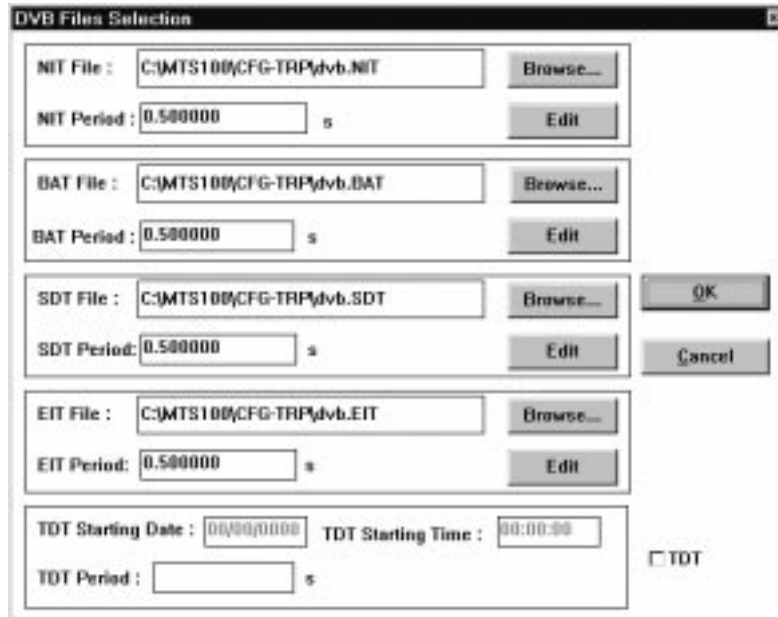 DVB Files Selection
NIT File : C:\MTS100\CFG-TRP\dvb.NIT Browse...
NIT Period : 0.500000 s Edit
BAT File : C:\MTS100\CFG-TRP\dvb.BAT Browse...
BAT Period : 0.500000 s Edit
SDT File : C:\MTS100\CFG-TRP\dvb.SDT Browse...
OK
SDT Period: 0.500000 s Edit
Cancel
EIT File : C:\MTS100\CFG-TRP\dvb.EIT Browse...
EIT Period: 0.500000 s Edit
TDT Starting Date : 00/00/0000 TDT Starting Time : 00:00:00
TDT
TDT Period : s